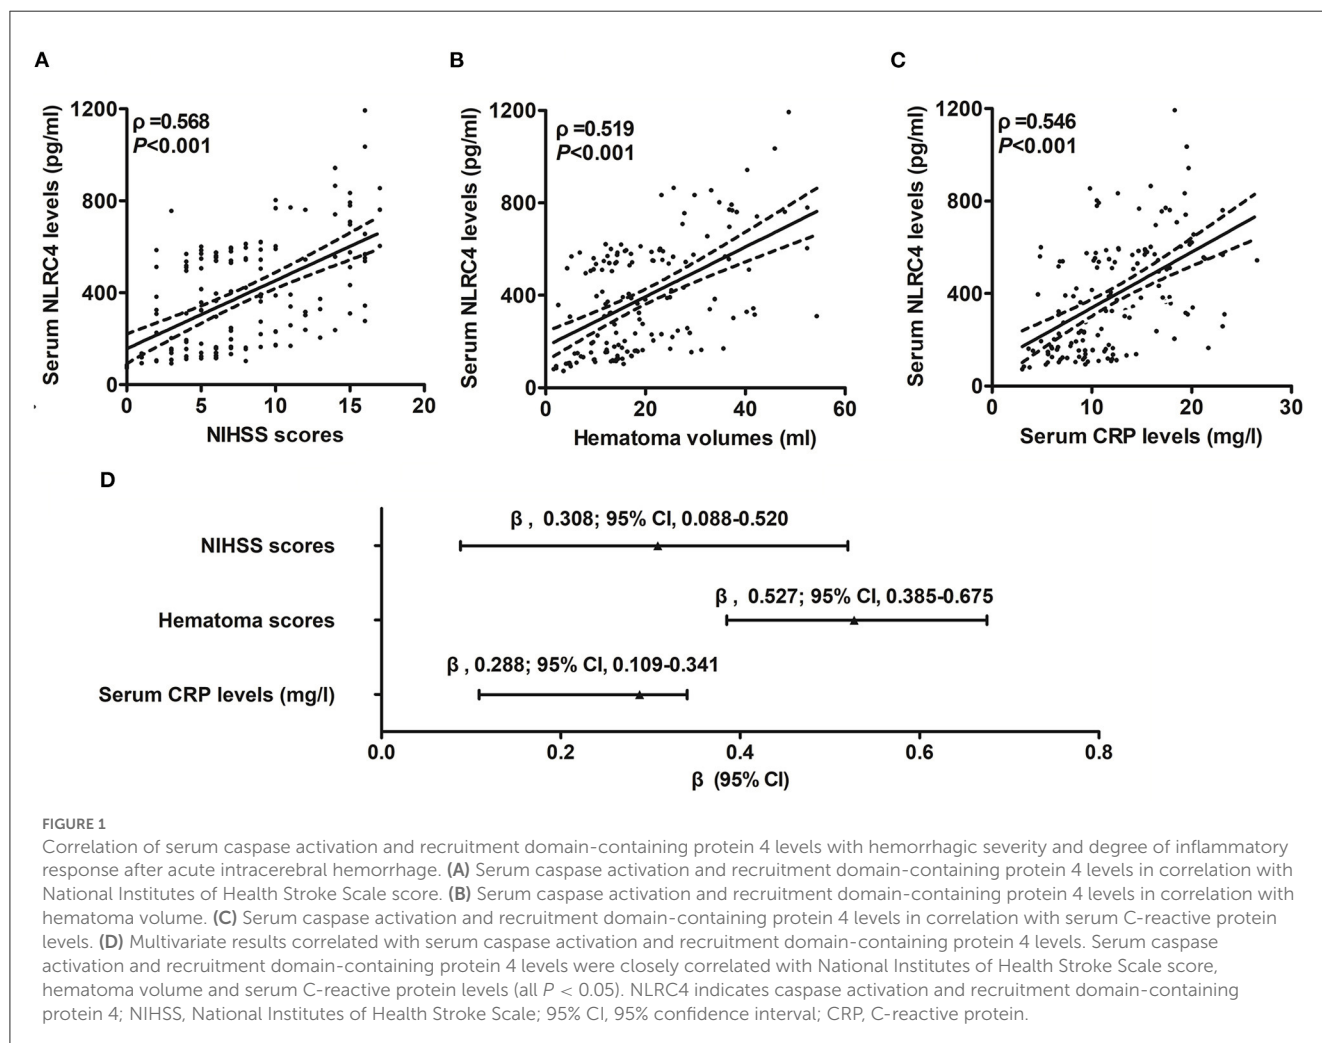 A
B
C
Serum NLRC4 levels (pg/ml)
1200
800
400
0
ρ =0.568
P<0.001
0 5 10 15 20
NIHSS scores
Serum NLRC4 levels (pg/ml)
1200
800
400
0
ρ =0.519
P<0.001
0 20 40 60
Hematoma volumes (ml)
Serum NLRC4 levels (pg/ml)
1200
800
400
0
ρ =0.546
P<0.001
0 10 20 30
Serum CRP levels (mg/l)
D
β , 0.308; 95% CI, 0.088-0.520
NIHSS scores
β , 0.527; 95% CI, 0.385-0.675
Hematoma scores
β , 0.288; 95% CI, 0.109-0.341
Serum CRP levels (mg/l)
0.0 0.2 0.4 0.6 0.8
β (95% CI)
FIGURE 1
Correlation of serum caspase activation and recruitment domain-containing protein 4 levels with hemorrhagic severity and degree of inflammatory
response after acute intracerebral hemorrhage. (A) Serum caspase activation and recruitment domain-containing protein 4 levels in correlation with
National Institutes of Health Stroke Scale score. (B) Serum caspase activation and recruitment domain-containing protein 4 levels in correlation with
hematoma volume. (C) Serum caspase activation and recruitment domain-containing protein 4 levels in correlation with serum C-reactive protein
levels. (D) Multivariate results correlated with serum caspase activation and recruitment domain-containing protein 4 levels. Serum caspase
activation and recruitment domain-containing protein 4 levels were closely correlated with National Institutes of Health Stroke Scale score,
hematoma volume and serum C-reactive protein levels (all P < 0.05). NLRC4 indicates caspase activation and recruitment domain-containing
protein 4; NIHSS, National Institutes of Health Stroke Scale; 95% CI, 95% confidence interval; CRP, C-reactive protein.